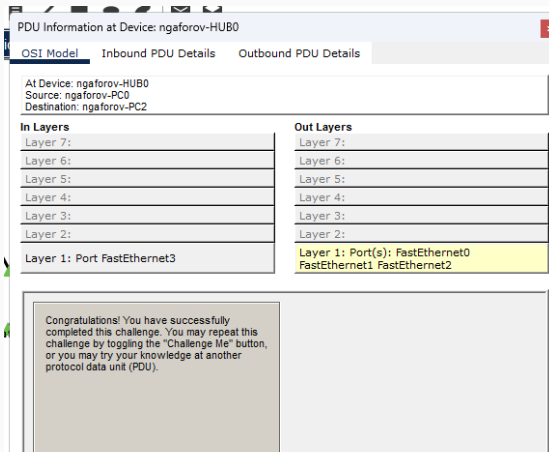 PDU Information at Device: ngaforov-HUB0
OSI Model Inbound PDU Details Outbound PDU Details
At Device: ngaforov-HUB0
Source: ngaforov-PC0
Destination: ngaforov-PC2
In Layers
Layer 7:
Layer 6:
Layer 5:
Layer 4:
Layer 3:
Layer 2:
Layer 1: Port FastEthernet3
Out Layers
Layer 7:
Layer 6:
Layer 5:
Layer 4:
Layer 3:
Layer 2:
Layer 1: Port(s): FastEthernet0
FastEthernet1 FastEthernet2
Congratulations! You have successfully
completed this challenge. You may repeat this
challenge by toggling the "Challenge Me" button,
or you may try your knowledge at another
protocol data unit (PDU).